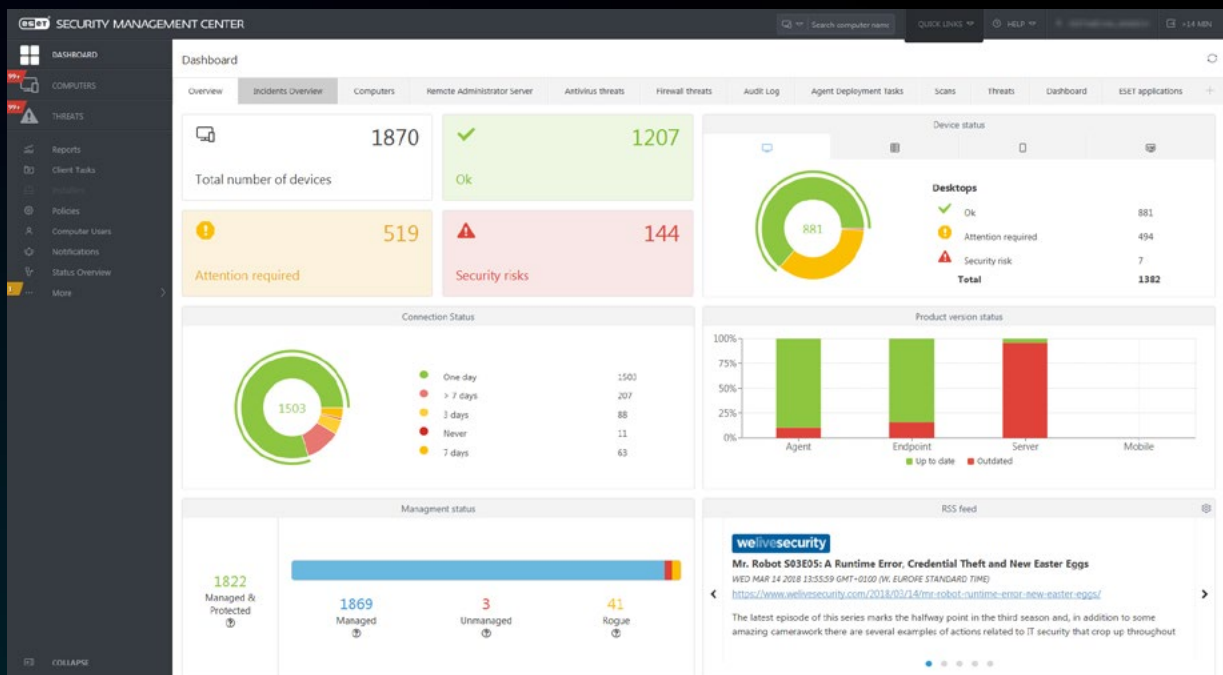 eset SECURITY MANAGEMENT CENTER
Search computer name
QUICK LINKS
HELP
>14 MIN
DASHBOARD
99+
COMPUTERS
99+
THREATS
Reports
Client Tasks
Installers
Policies
Computer Users
Notifications
Status Overview
More
COLLAPSE
Dashboard
Overview Incidents Overview Computers Remote Administrator Server Antivirus threats Firewall threats Audit Log Agent Deployment Tasks Scans Threats Dashboard ESET applications
1870
Total number of devices
1207
Ok
519
Attention required
144
Security risks
Device status
881
Desktops
Ok 881
Attention required 494
Security risk 7
Total 1382
Connection Status
1503
One day 1503
> 7 days 207
3 days 88
Never 11
7 days 63
Product version status
100%
75%
50%
25%
0%
Agent Endpoint Server Mobile
Up to date Outdated
Managment status
1822
Managed &
Protected
1869
Managed
3
Unmanaged
41
Rogue
RSS feed
welivesecurity
Mr. Robot S03E05: A Runtime Error, Credential Theft and New Easter Eggs
WED MAR 14 2018 13:55:59 GMT+0100 (W. EUROPE STANDARD TIME)
https://www.welivesecurity.com/2018/03/14/mr-robot-runtime-error-new-easter-eggs/
The latest episode of this series marks the halfway point in the third season and, in addition to some
amazing camerawork there are several examples of actions related to IT security that crop up throughout